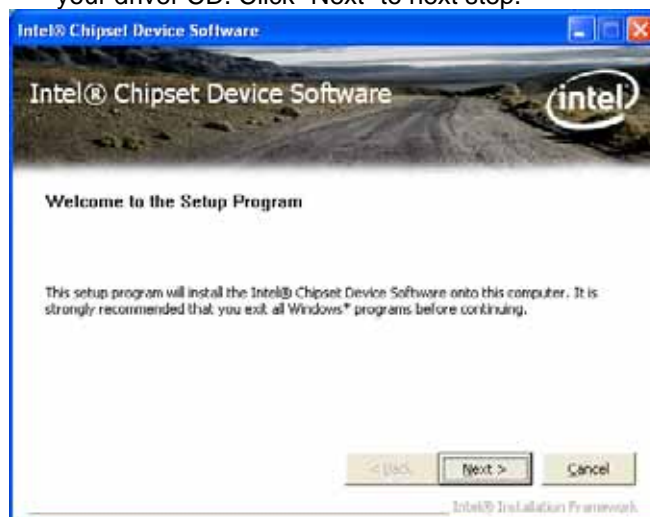 your driver CD. Click "Next" to next step.
Intel® Chipset Device Software
Intel® Chipset Device Software
intel
Welcome to the Setup Program
This setup program will install the Intel® Chipset Device Software onto this computer. It is
strongly recommended that you exit all Windows* programs before continuing.
< Back
Next >
Cancel
Intel® Installation Framework